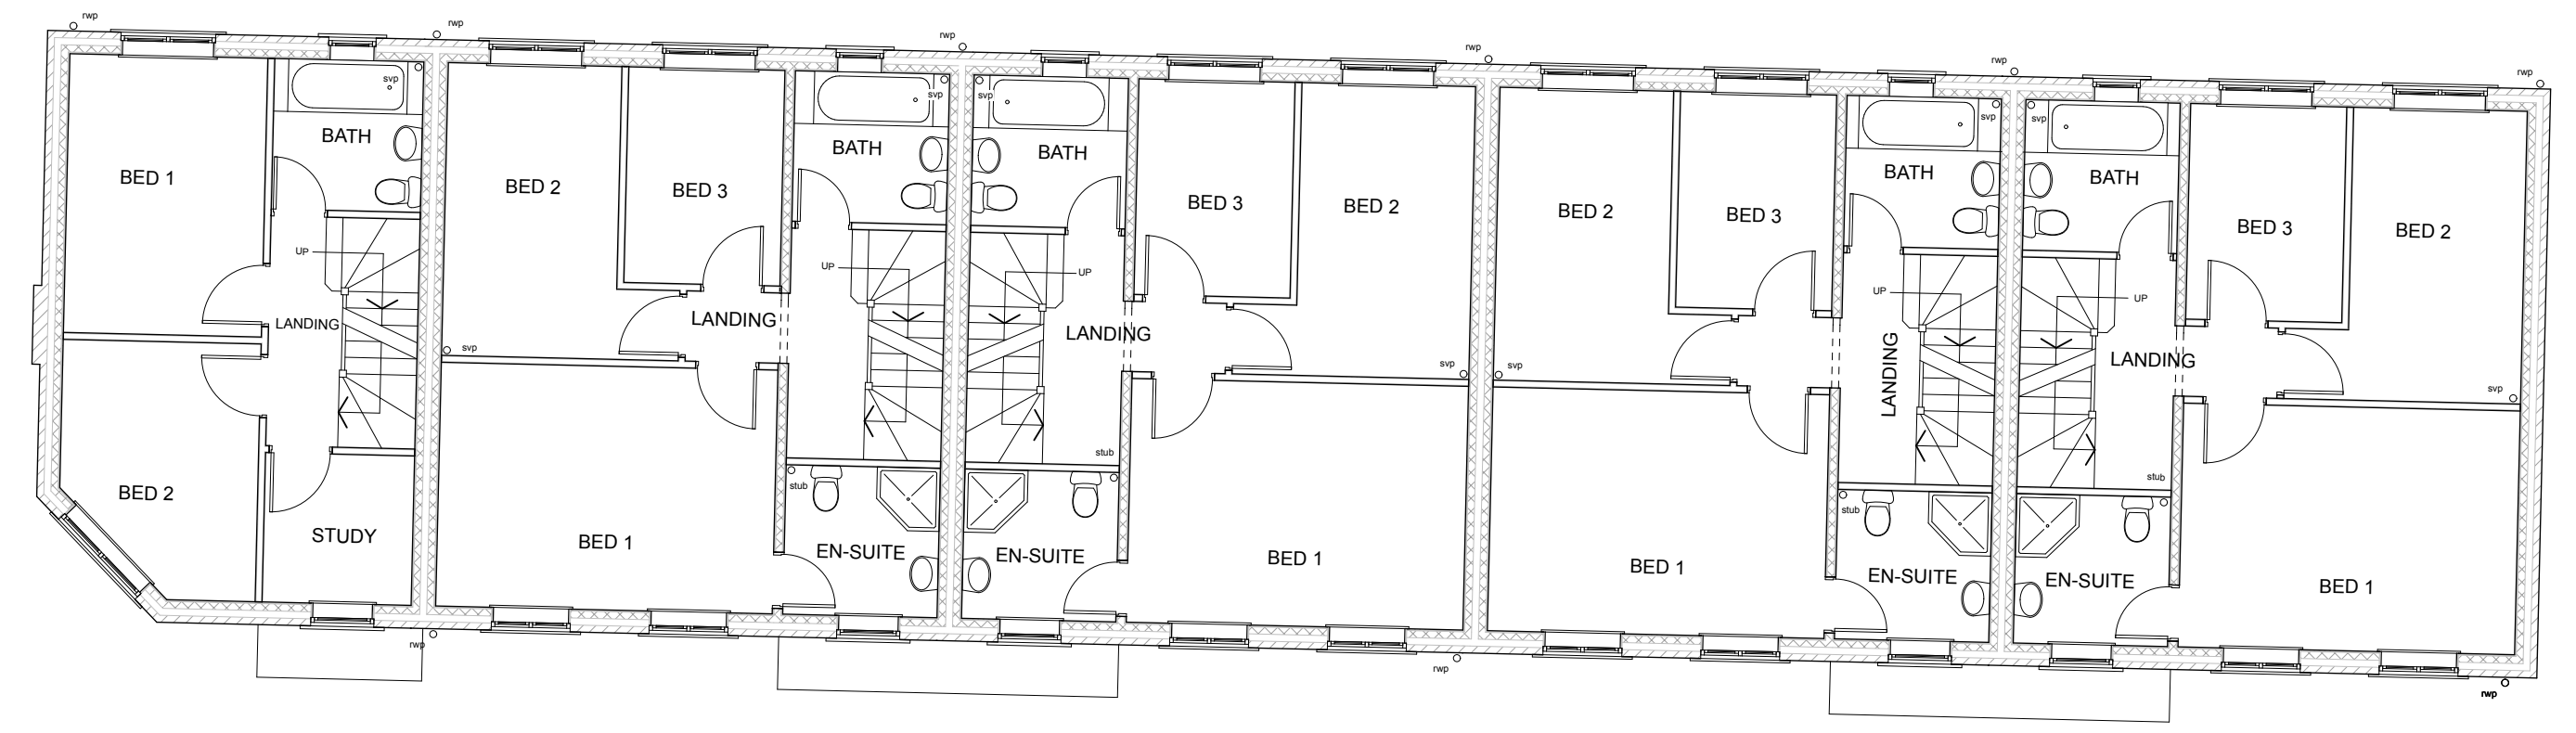 rwp
rwp
rwp
rwp
rwp
rwp
svp
BATH
BED 1
UP
LANDING
BED 2
STUDY
rwp
BED 2
BED 3
svp
BATH
UP
LANDING
svp
BED 1
stub
EN-SUITE
svp
BATH
BED 3
BED 2
UP
LANDING
svp
stub
EN-SUITE
BED 1
rwp
BED 2
BED 3
svp
BATH
UP
LANDING
svp
BED 1
stub
EN-SUITE
svp
BATH
BED 3
BED 2
UP
LANDING
svp
stub
EN-SUITE
BED 1
rwp